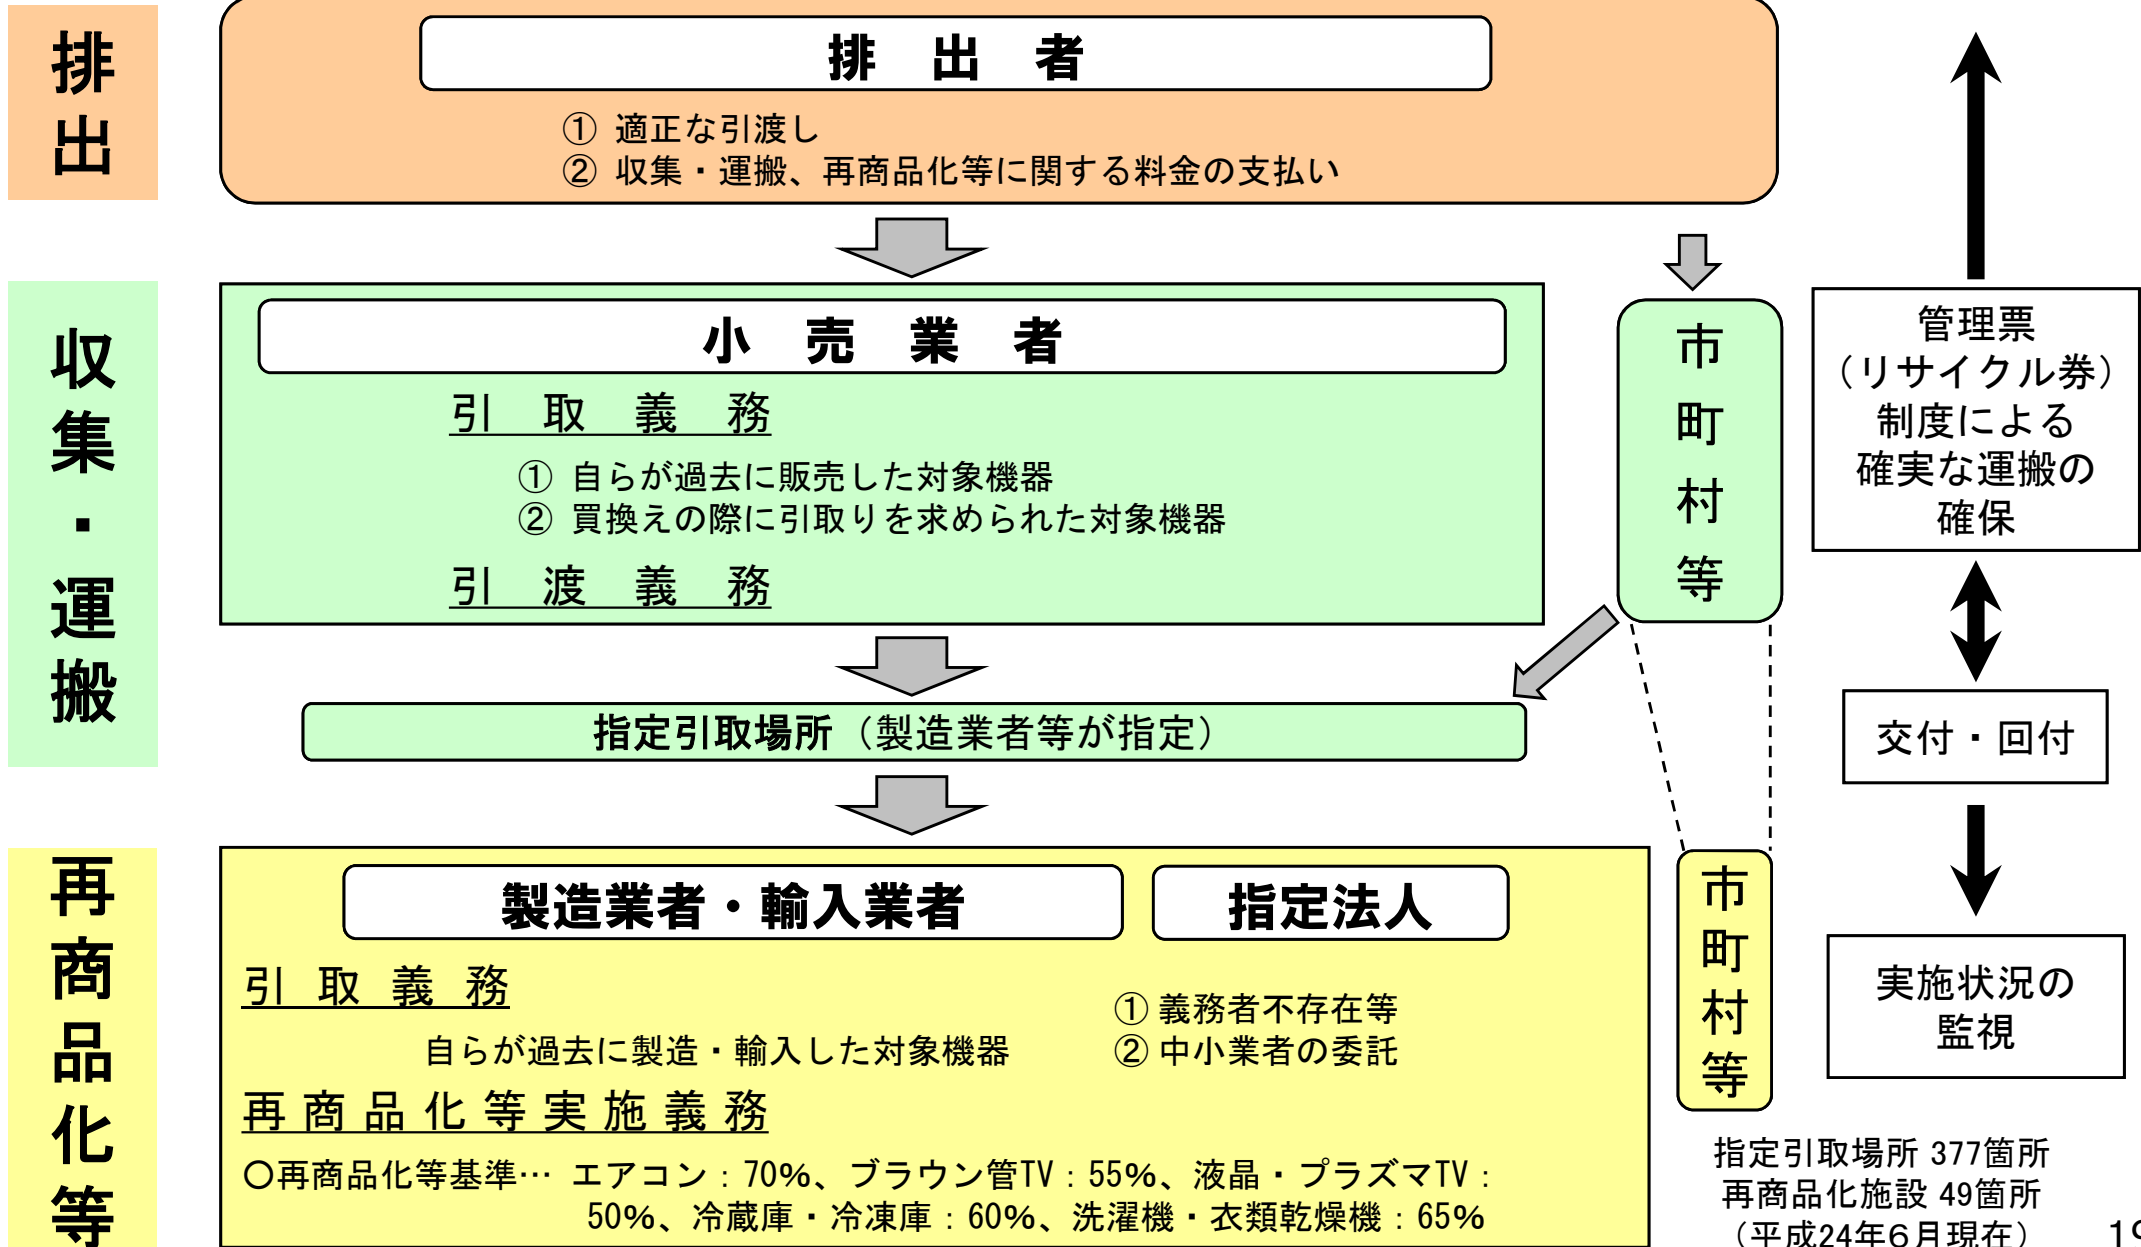 排出
排出者
① 適正な引渡し
② 収集・運搬、再商品化等に関する料金の支払い
収集・運搬
小売業者
引取義務
① 自らが過去に販売した対象機器
② 買換えの際に引取りを求められた対象機器
引渡義務
市町村等
管理票
（リサイクル券）
制度による
確実な運搬の
確保
指定引取場所（製造業者等が指定）
交付・回付
再商品化等
製造業者・輸入業者
指定法人
引取義務
自らが過去に製造・輸入した対象機器
① 義務者不存在等
② 中小業者の委託
再商品化等実施義務
〇再商品化等基準… エアコン：70％、ブラウン管TV：55％、液晶・プラズマTV：
50％、冷蔵庫・冷凍庫：60％、洗濯機・衣類乾燥機：65％
市町村等
実施状況の
監視
指定引取場所 377箇所
再商品化施設 49箇所
（平成24年６月現在）
19